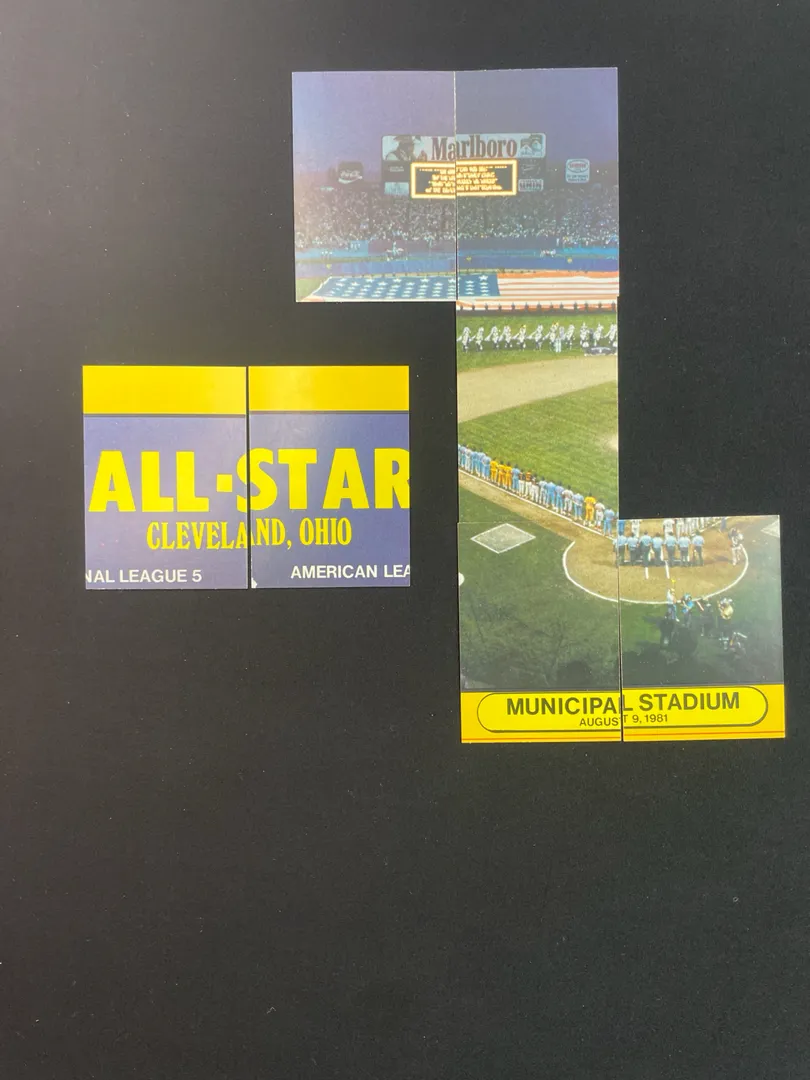 Marlboro
ALL-STAR
CLEVELAND, OHIO
NAL LEAGUE 5
AMERICAN LEA
MUNICIPAL STADIUM
AUGUST 9, 1981